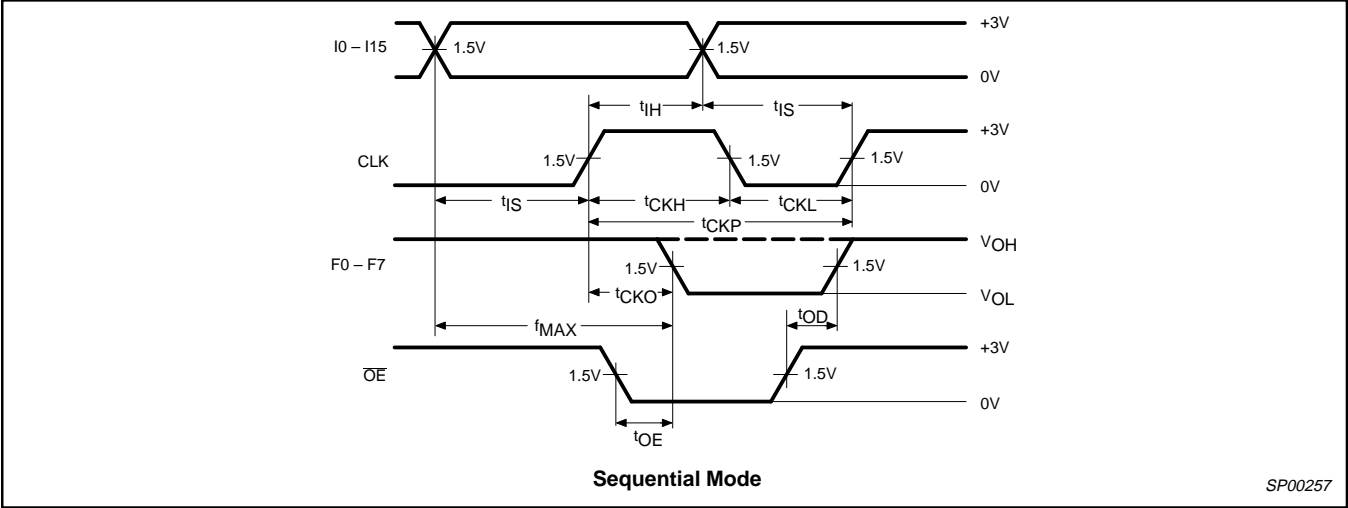 +3V
I0 – I15 1.5V 1.5V
0V
tIH tIS
+3V
CLK 1.5V 1.5V 1.5V
0V
tIS tCKH tCKL
tCKP
VOH
F0 – F7 1.5V 1.5V
VOL
tCKO
tOD
fMAX
+3V
OE 1.5V 1.5V
0V
tOE
Sequential Mode
SP00257